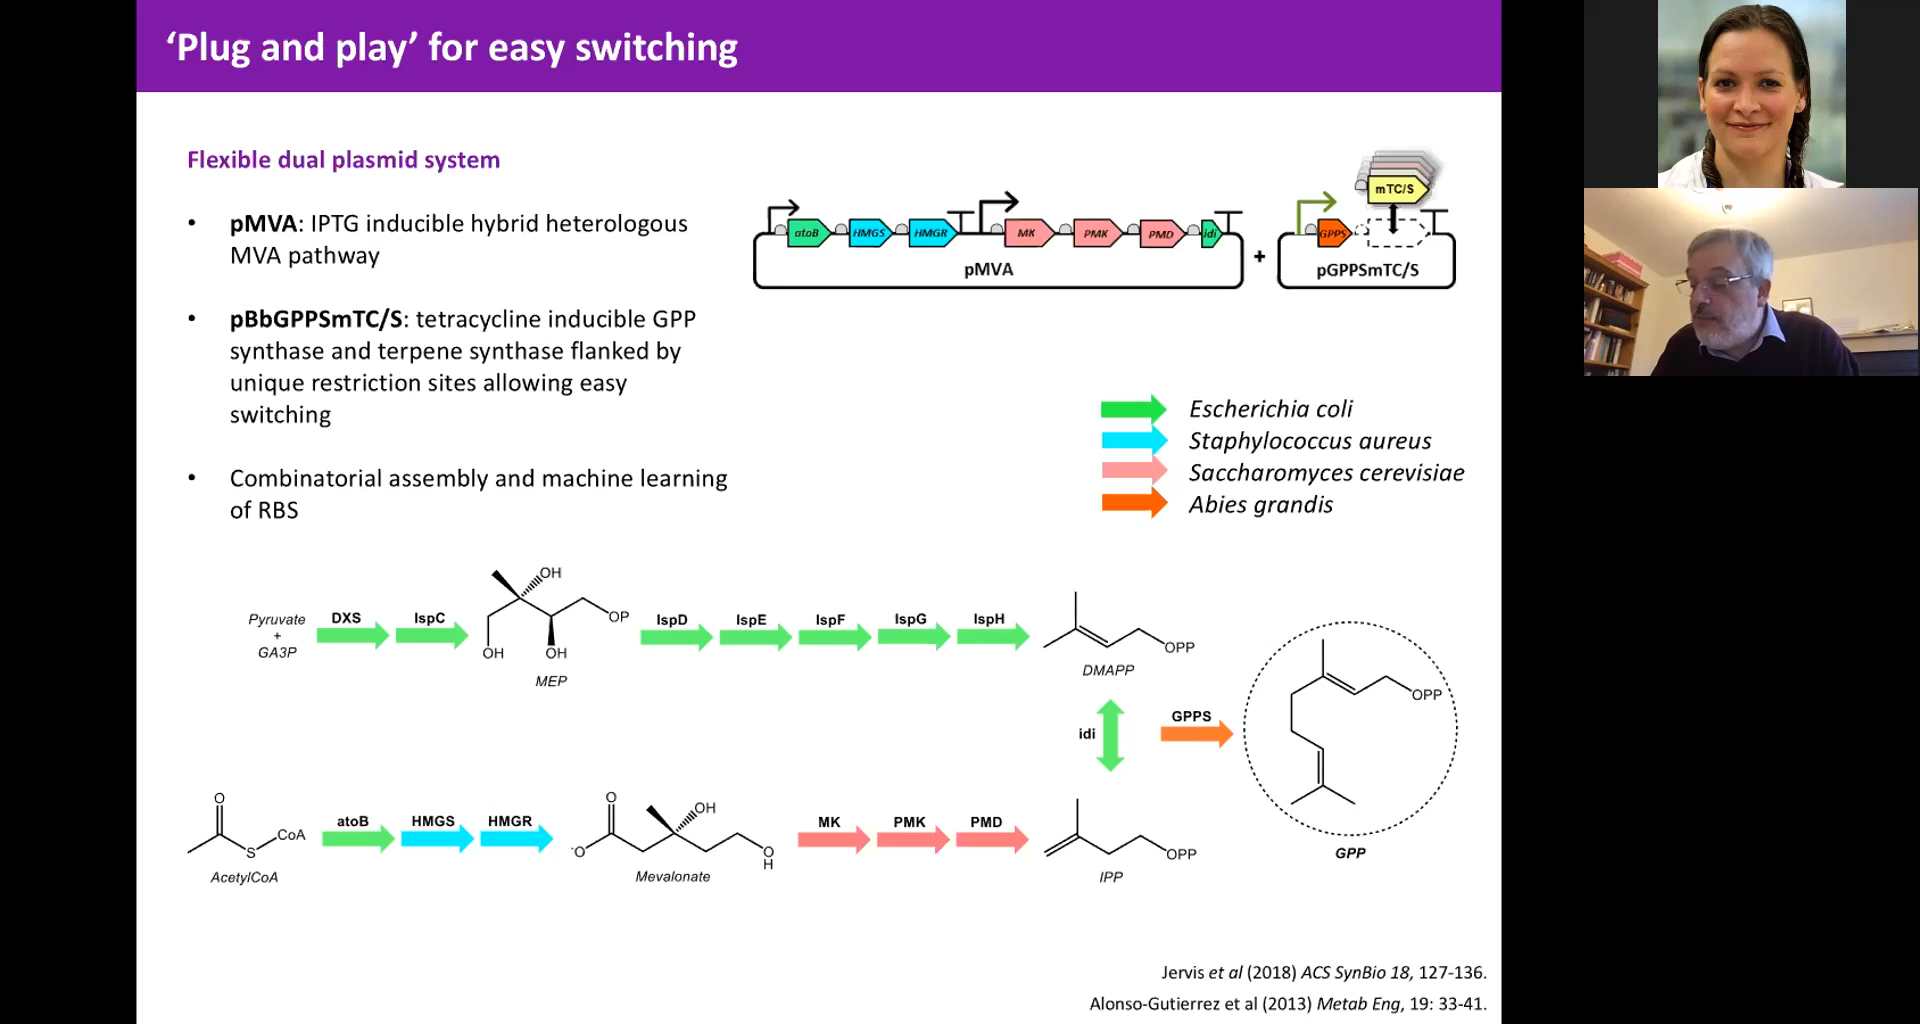 ‘Plug and play’ for easy switching
Flexible dual plasmid system
• pMVA: IPTG inducible hybrid heterologous
MVA pathway
• pBbGPPSmTC/S: tetracycline inducible GPP
synthase and terpene synthase flanked by
unique restriction sites allowing easy
switching
• Combinatorial assembly and machine learning
of RBS
atoB HMGS HMGR MK PMK PMD idi
pMVA
+
mTC/S
GPPS
pGPPSmTC/S
Escherichia coli
Staphylococcus aureus
Saccharomyces cerevisiae
Abies grandis
Pyruvate
+
GA3P
DXS IspC
OH
OP
OH OH
MEP
IspD IspE IspF IspG IspH
OPP
DMAPP
idi
GPPS
OPP
GPP
O
S CoA
AcetylCoA
atoB HMGS HMGR
O
OH
-O
O
H
Mevalonate
MK PMK PMD
OPP
IPP
Jervis et al (2018) ACS SynBio 18, 127-136.
Alonso-Gutierrez et al (2013) Metab Eng, 19: 33-41.